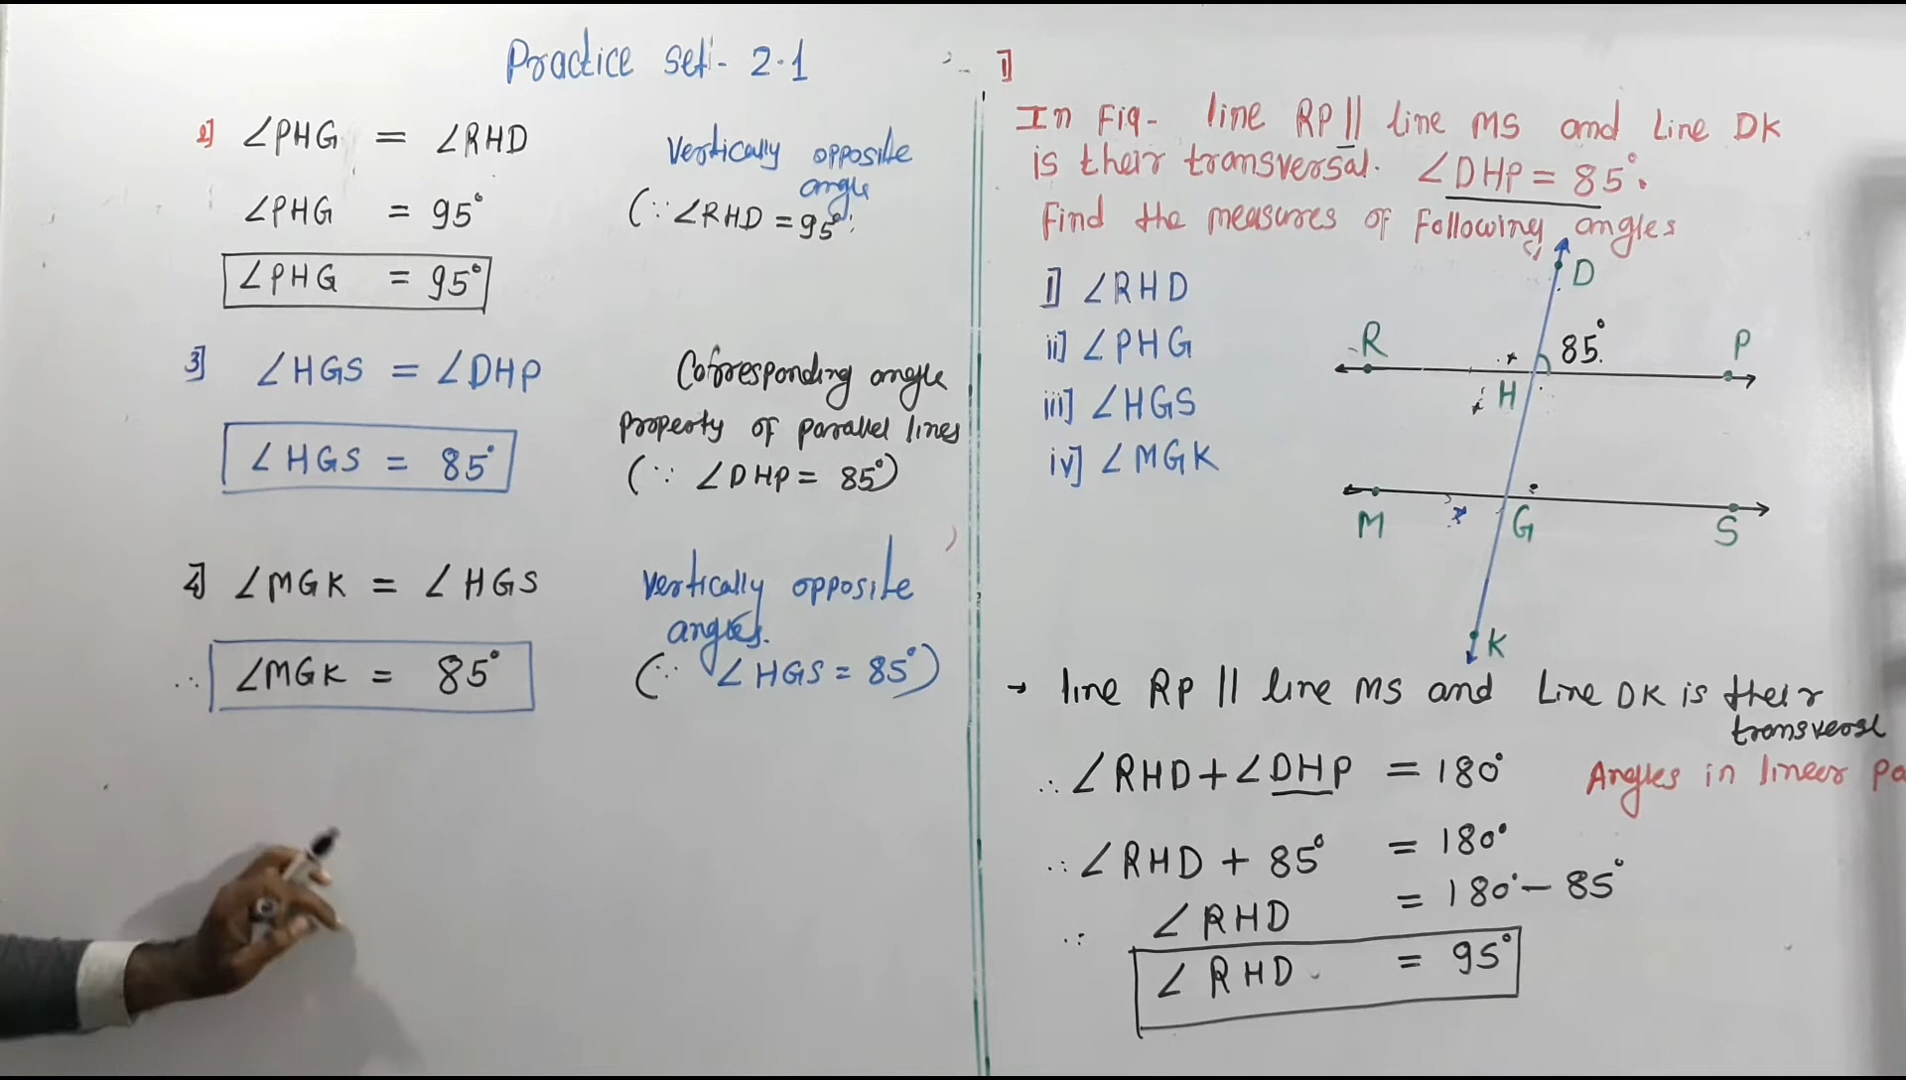 Practice set - 2.1
2] ∠PHG = ∠RHD Vertically opposite angle
∠PHG = 95° (∵ ∠RHD = 95°)
∠PHG = 95°
3] ∠HGS = ∠DHP Corresponding angle
property of parallel lines
∠HGS = 85° (∵ ∠DHP = 85°)
4] ∠MGK = ∠HGS Vertically opposite
angles.
∴ ∠MGK = 85° (∵ ∠HGS = 85°)
1]
In Fig- line RP || line MS and Line DK
is their transversal. ∠DHP = 85°.
Find the measures of following angles
i] ∠RHD
ii] ∠PHG
iii] ∠HGS
iv] ∠MGK
D
R 85° P
H
M G S
K
→ line RP || line MS and Line DK is their
transverse
∴ ∠RHD + ∠DHP = 180° Angles in linear pa
∴ ∠RHD + 85° = 180°
∴ ∠RHD = 180° - 85°
∠RHD = 95°